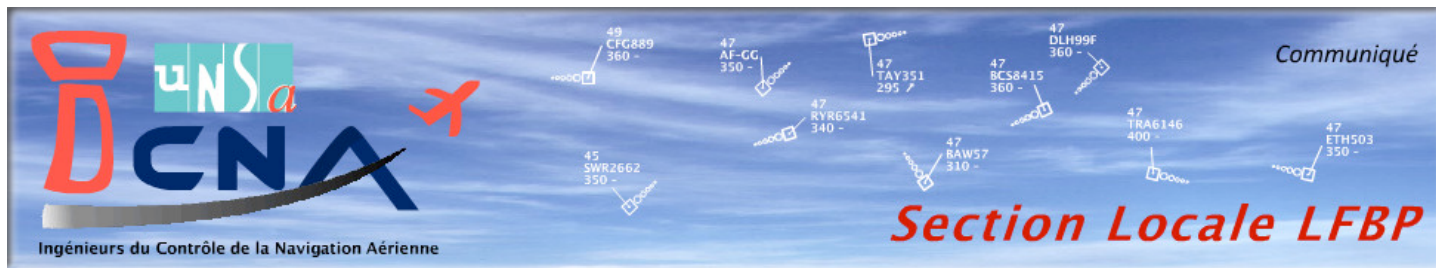 49
CFG889
360 -
47
AF-GG
350 -
47
TAY351
295 ↗
47
BCS8415
360 -
47
DLH99F
360 -
Communiqué
unsa
ICNA
47
RYR6541
340 -
47
TRA6146
400 -
47
ETH503
350 -
45
SWR2662
350 -
47
BAW57
310 -
Section Locale LFBP
Ingénieurs du Contrôle de la Navigation Aérienne